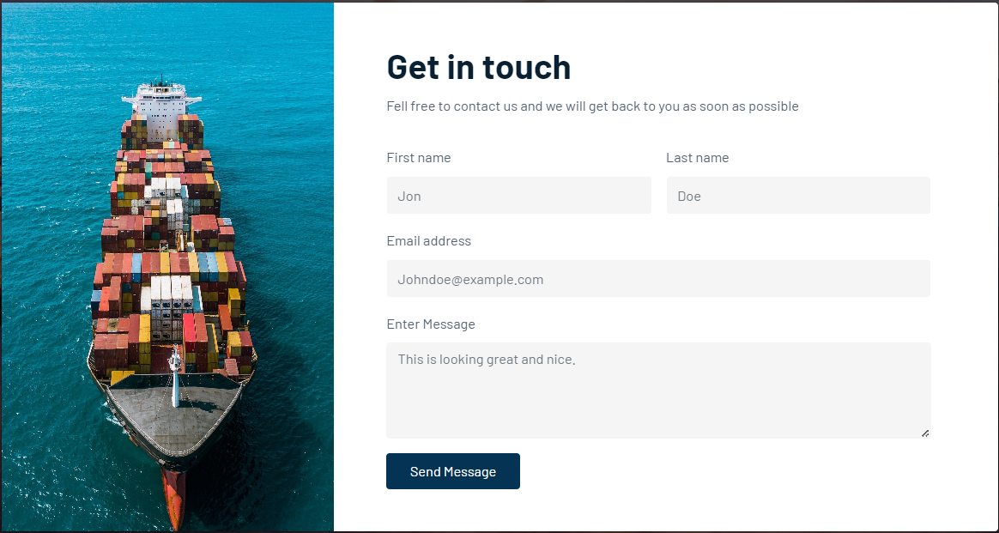 Get in touch
Fell free to contact us and we will get back to you as soon as possible
First name
Last name
Jon
Doe
Email address
Johndoe@example.com
Enter Message
This is looking great and nice.
Send Message